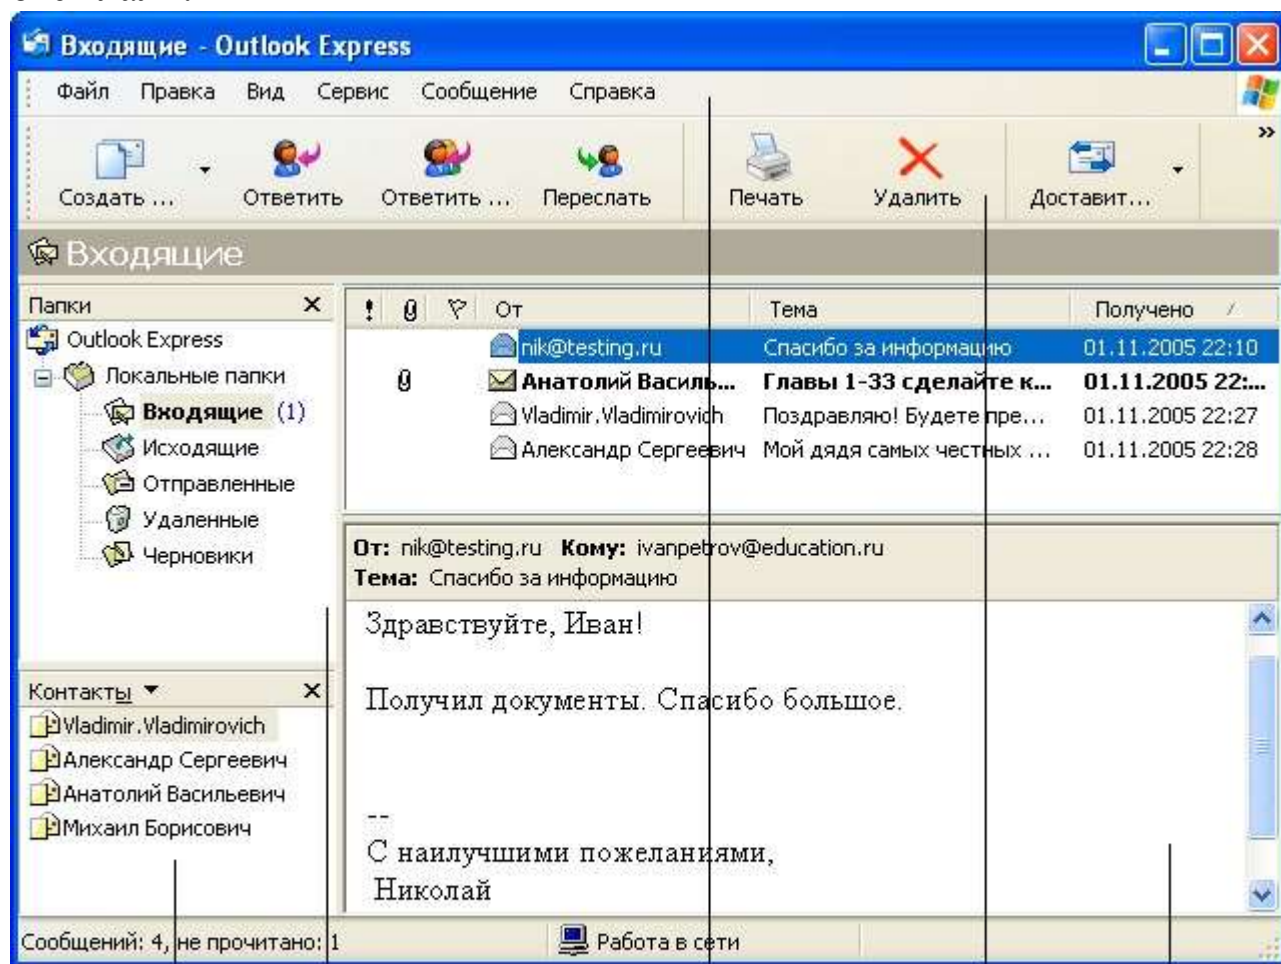 Входящие - Outlook Express
Файл Правка Вид Сервис Сообщение Справка
Создать ... Ответить Ответить ... Переслать Печать Удалить Доставит...
Входящие
Папки
Outlook Express
Локальные папки
Входящие (1)
Исходящие
Отправленные
Удаленные
Черновики
Контакты
Vladimir.Vladimirovich
Александр Сергеевич
Анатолий Васильевич
Михаил Борисович
От Тема Получено
nik@testing.ru Спасибо за информацию 01.11.2005 22:10
Анатолий Василь... Главы 1-33 сделайте к... 01.11.2005 22:...
Vladimir.Vladimirovich Поздравляю! Будете пре... 01.11.2005 22:27
Александр Сергеевич Мой дядя самых честных ... 01.11.2005 22:28
От: nik@testing.ru Кому: ivanpetrov@education.ru
Тема: Спасибо за информацию
Здравствуйте, Иван!
Получил документы. Спасибо большое.
--
С наилучшими пожеланиями,
Николай
Сообщений: 4, не прочитано: 1 Работа в сети